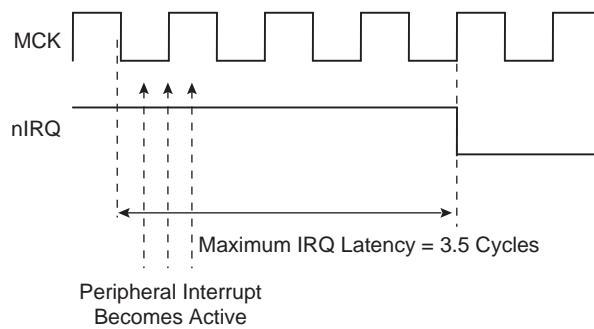 MCK
nIRQ
Maximum IRQ Latency = 3.5 Cycles
Peripheral Interrupt
Becomes Active